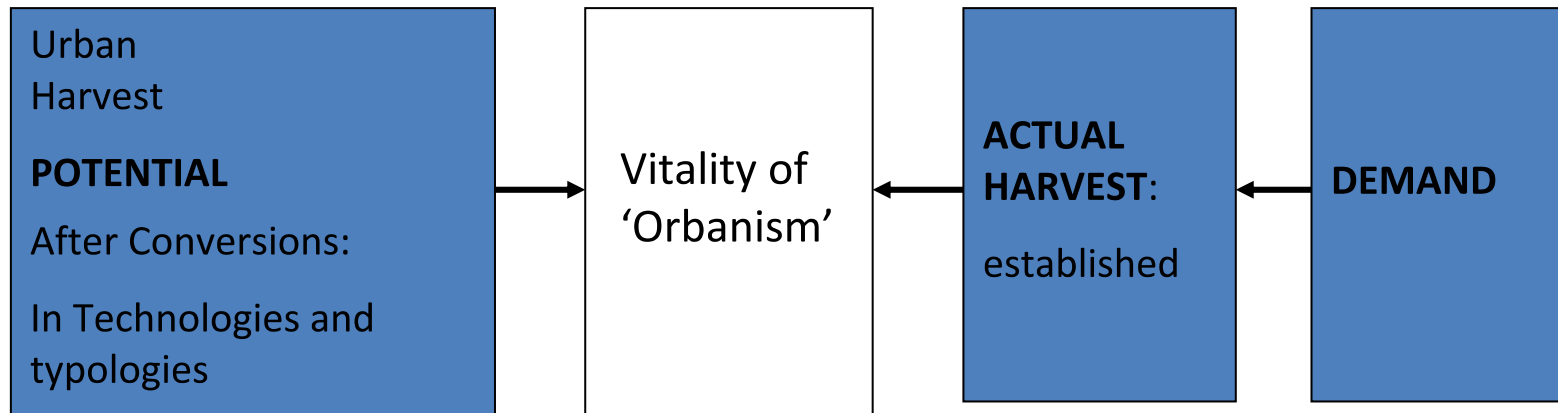 Urban
Harvest
POTENTIAL
After Conversions:
In Technologies and
typologies
Vitality of
‘Orbanism’
ACTUAL
HARVEST:
established
DEMAND